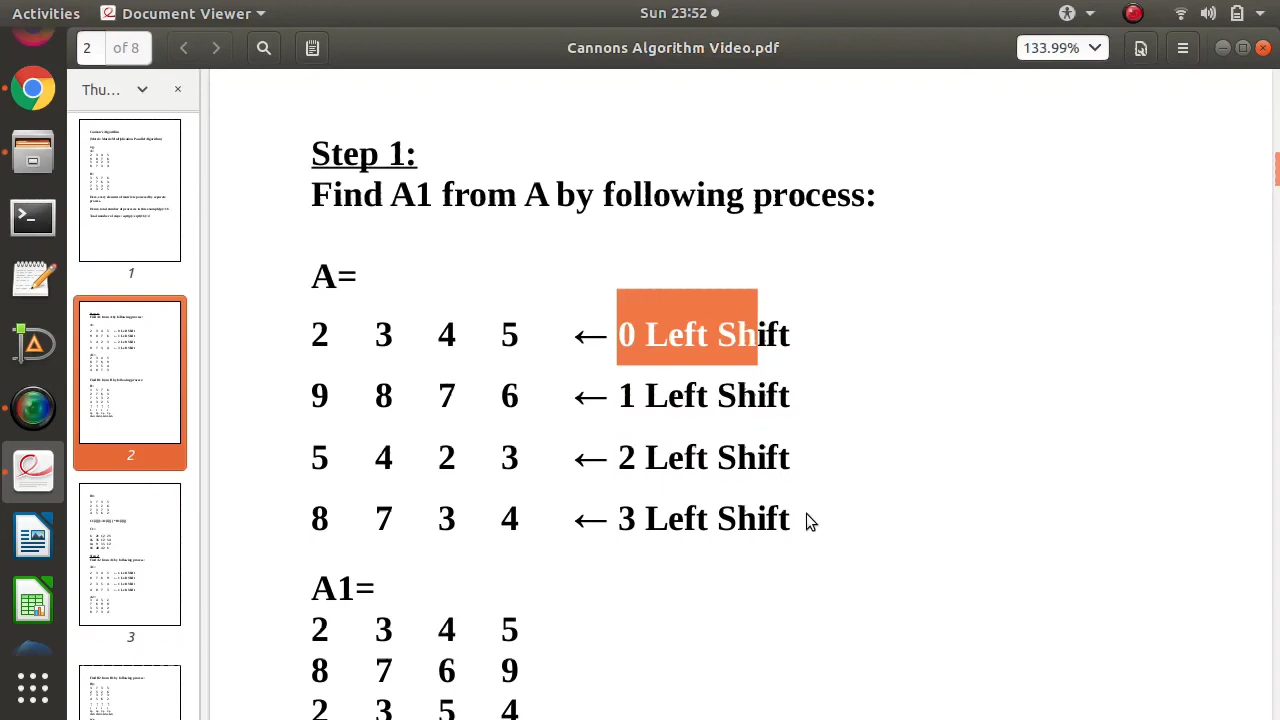 Activities Document Viewer Sun 23:52
2 of 8 Cannons Algorithm Video.pdf 133.99%
Thu... ×
1
2
3
Step 1:
Find A1 from A by following process:
A=
2 3 4 5 ← 0 Left Shift
9 8 7 6 ← 1 Left Shift
5 4 2 3 ← 2 Left Shift
8 7 3 4 ← 3 Left Shift
A1=
2 3 4 5
8 7 6 9
2 3 5 4